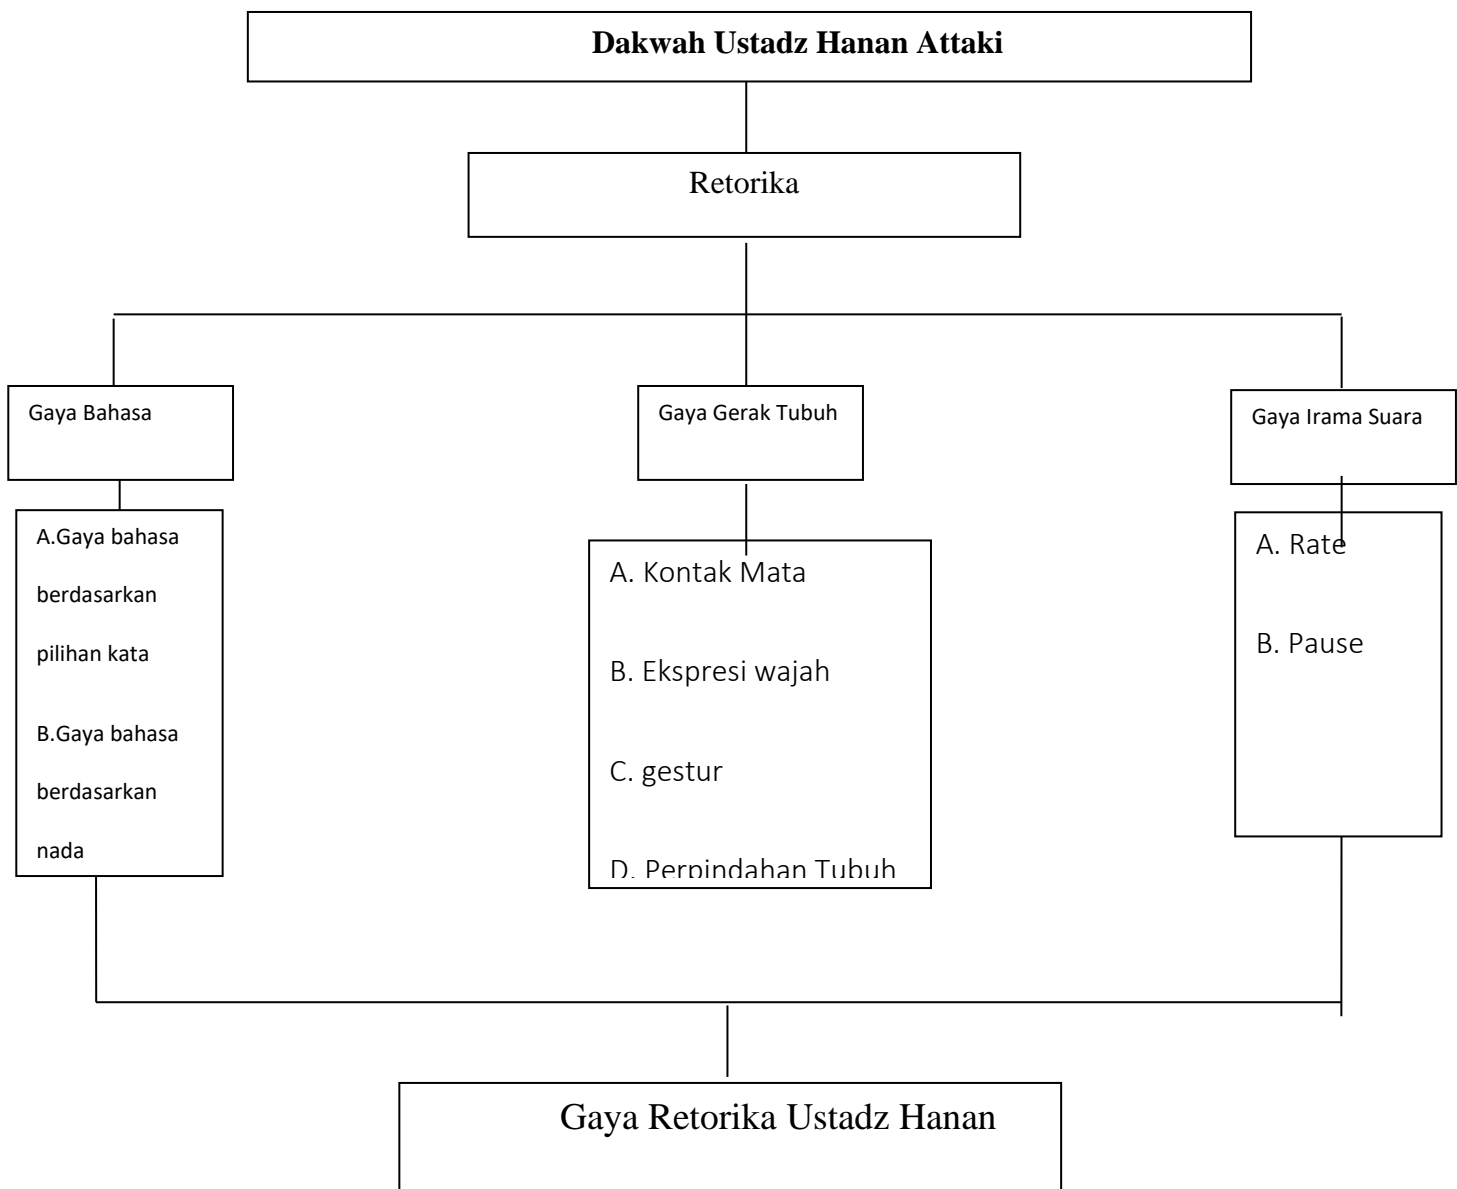 Dakwah Ustadz Hanan Attaki
Retorika
Gaya Bahasa
Gaya Gerak Tubuh
Gaya Irama Suara
A.Gaya bahasa
berdasarkan
pilihan kata
B.Gaya bahasa
berdasarkan
nada
A. Kontak Mata
B. Ekspresi wajah
C. gestur
D. Perpindahan Tubuh
A. Rate
B. Pause
Gaya Retorika Ustadz Hanan